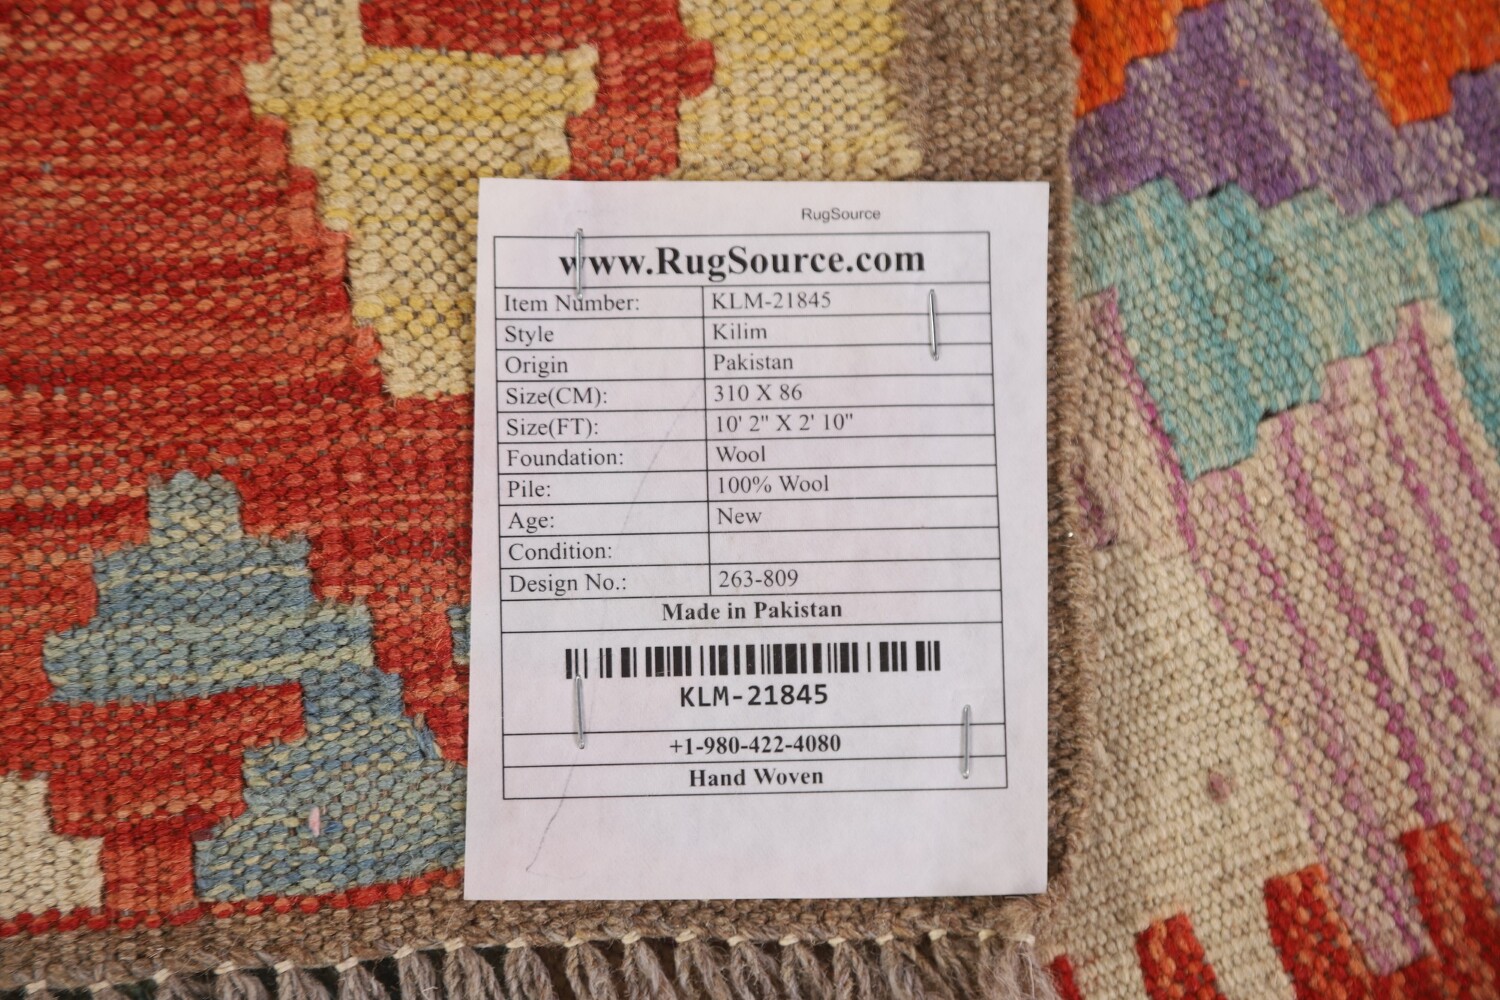 RugSource
www.RugSource.com
Item Number: KLM-21845
Style Kilim
Origin Pakistan
Size(CM): 310 X 86
Size(FT): 10' 2" X 2' 10"
Foundation: Wool
Pile: 100% Wool
Age: New
Condition:
Design No.: 263-809
Made in Pakistan
KLM-21845
+1-980-422-4080
Hand Woven